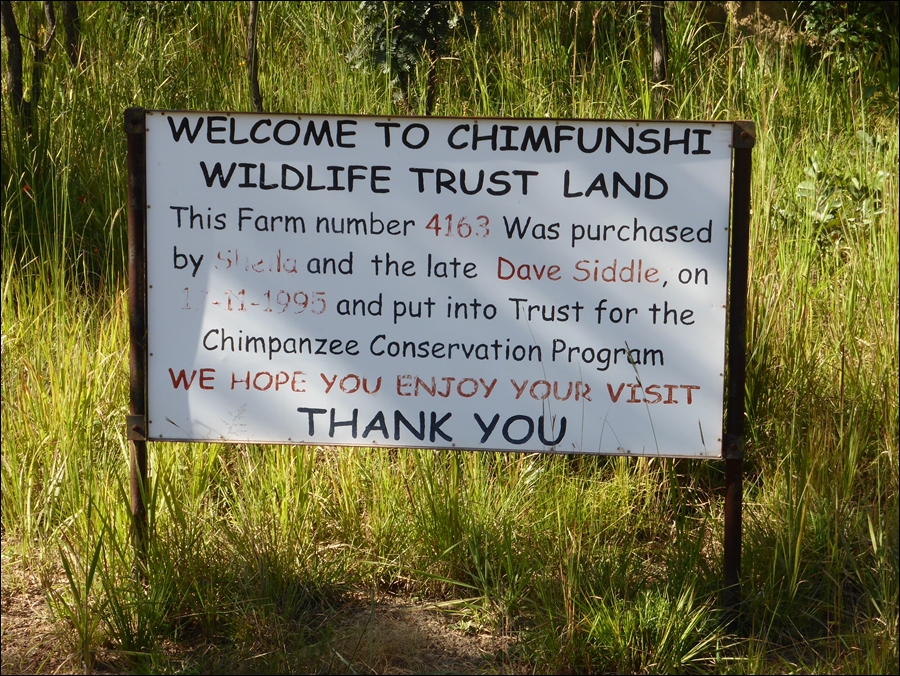 WELCOME TO CHIMFUNSHI
WILDLIFE TRUST LAND
This Farm number 4163 Was purchased
by Sheila and the late Dave Siddle, on
and put into Trust for the
Chimpanzee Conservation Program
WE HOPE YOU ENJOY YOUR VISIT
THANK YOU